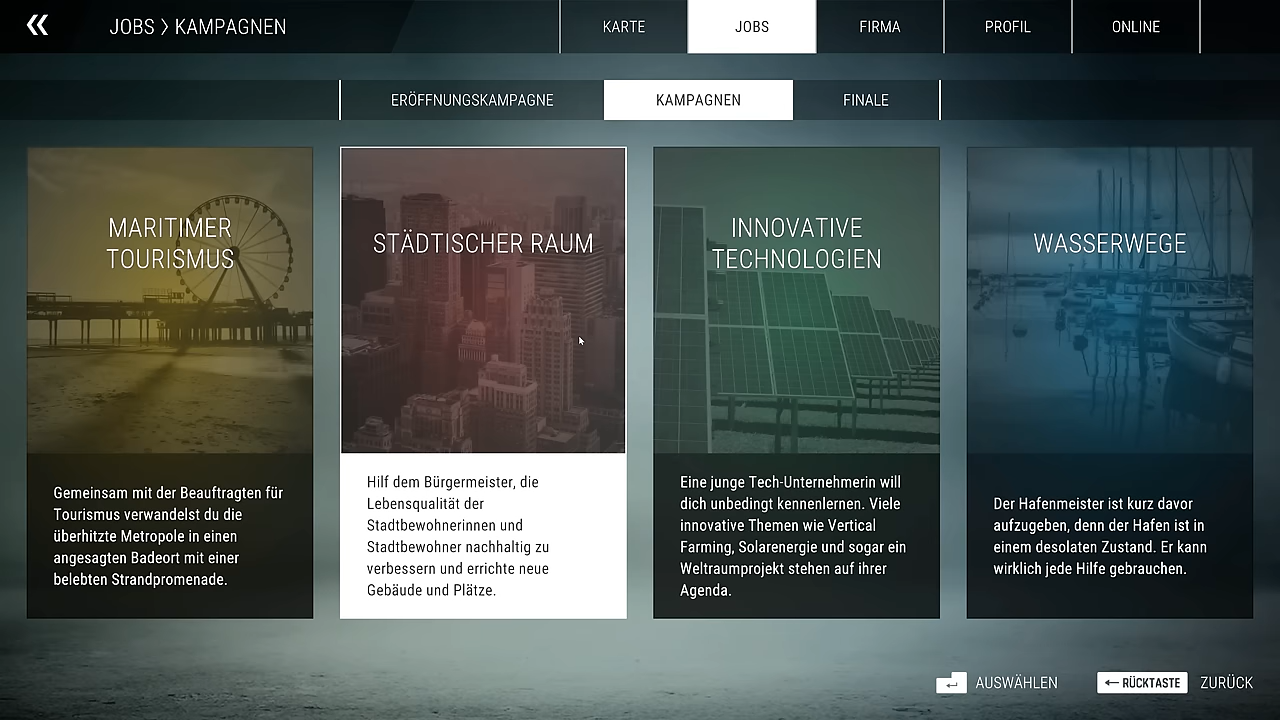 JOBS > KAMPAGNEN
KARTE
JOBS
FIRMA
PROFIL
ONLINE
ERÖFFNUNGSKAMPAGNE
KAMPAGNEN
FINALE
MARITIMER
TOURISMUS
Gemeinsam mit der Beauftragten für
Tourismus verwandelst du die
überhitzte Metropole in einen
angesagten Badeort mit einer
belebten Strandpromenade.
STÄDTISCHER RAUM
Hilf dem Bürgermeister, die
Lebensqualität der
Stadtbewohnerinnen und
Stadtbewohner nachhaltig zu
verbessern und errichte neue
Gebäude und Plätze.
INNOVATIVE
TECHNOLOGIEN
Eine junge Tech-Unternehmerin will
dich unbedingt kennenlernen. Viele
innovative Themen wie Vertical
Farming, Solarenergie und sogar ein
Weltraumprojekt stehen auf ihrer
Agenda.
WASSERWEGE
Der Hafenmeister ist kurz davor
aufzugeben, denn der Hafen ist in
einem desolaten Zustand. Er kann
wirklich jede Hilfe gebrauchen.
AUSWÄHLEN
RÜCKTASTE
ZURÜCK